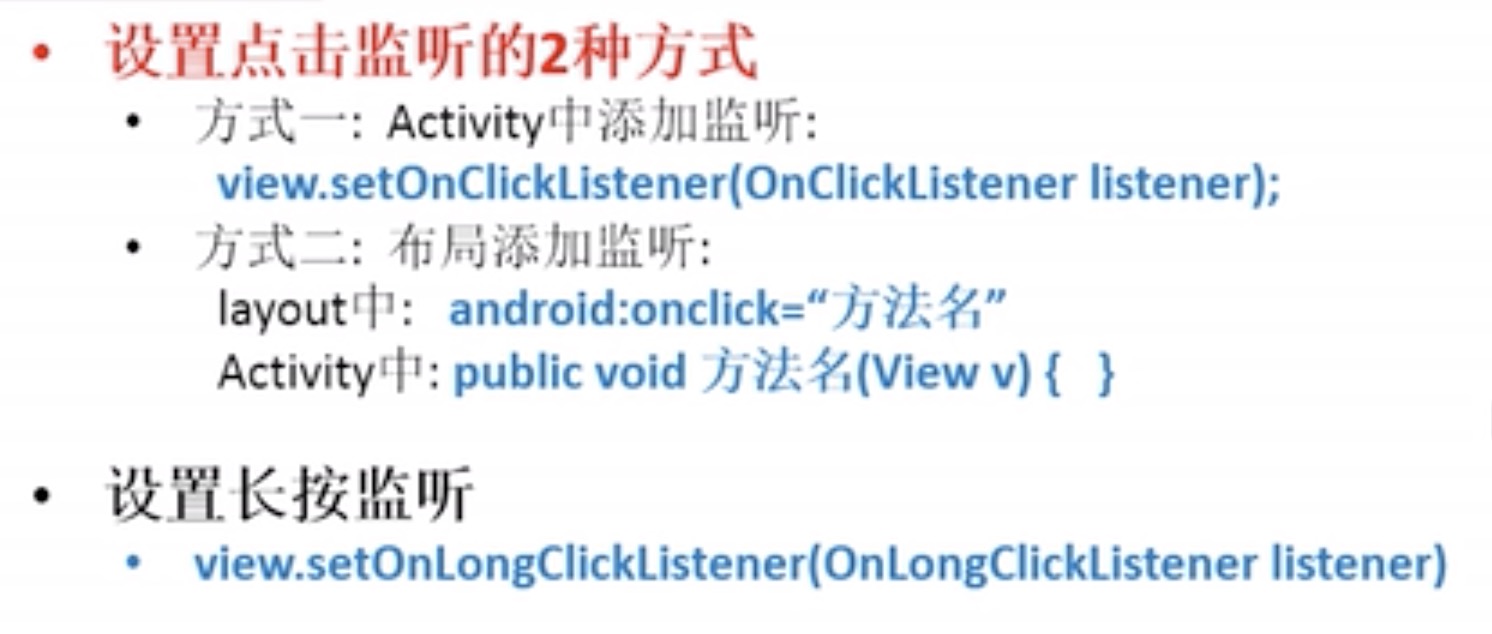 • 设置点击监听的2种方式
• 方式一: Activity中添加监听:
view.setOnClickListener(OnClickListener listener);
• 方式二: 布局添加监听:
layout中: android:onclick=“方法名”
Activity中: public void 方法名(View v) { }
• 设置长按监听
• view.setOnLongClickListener(OnLongClickListener listener)